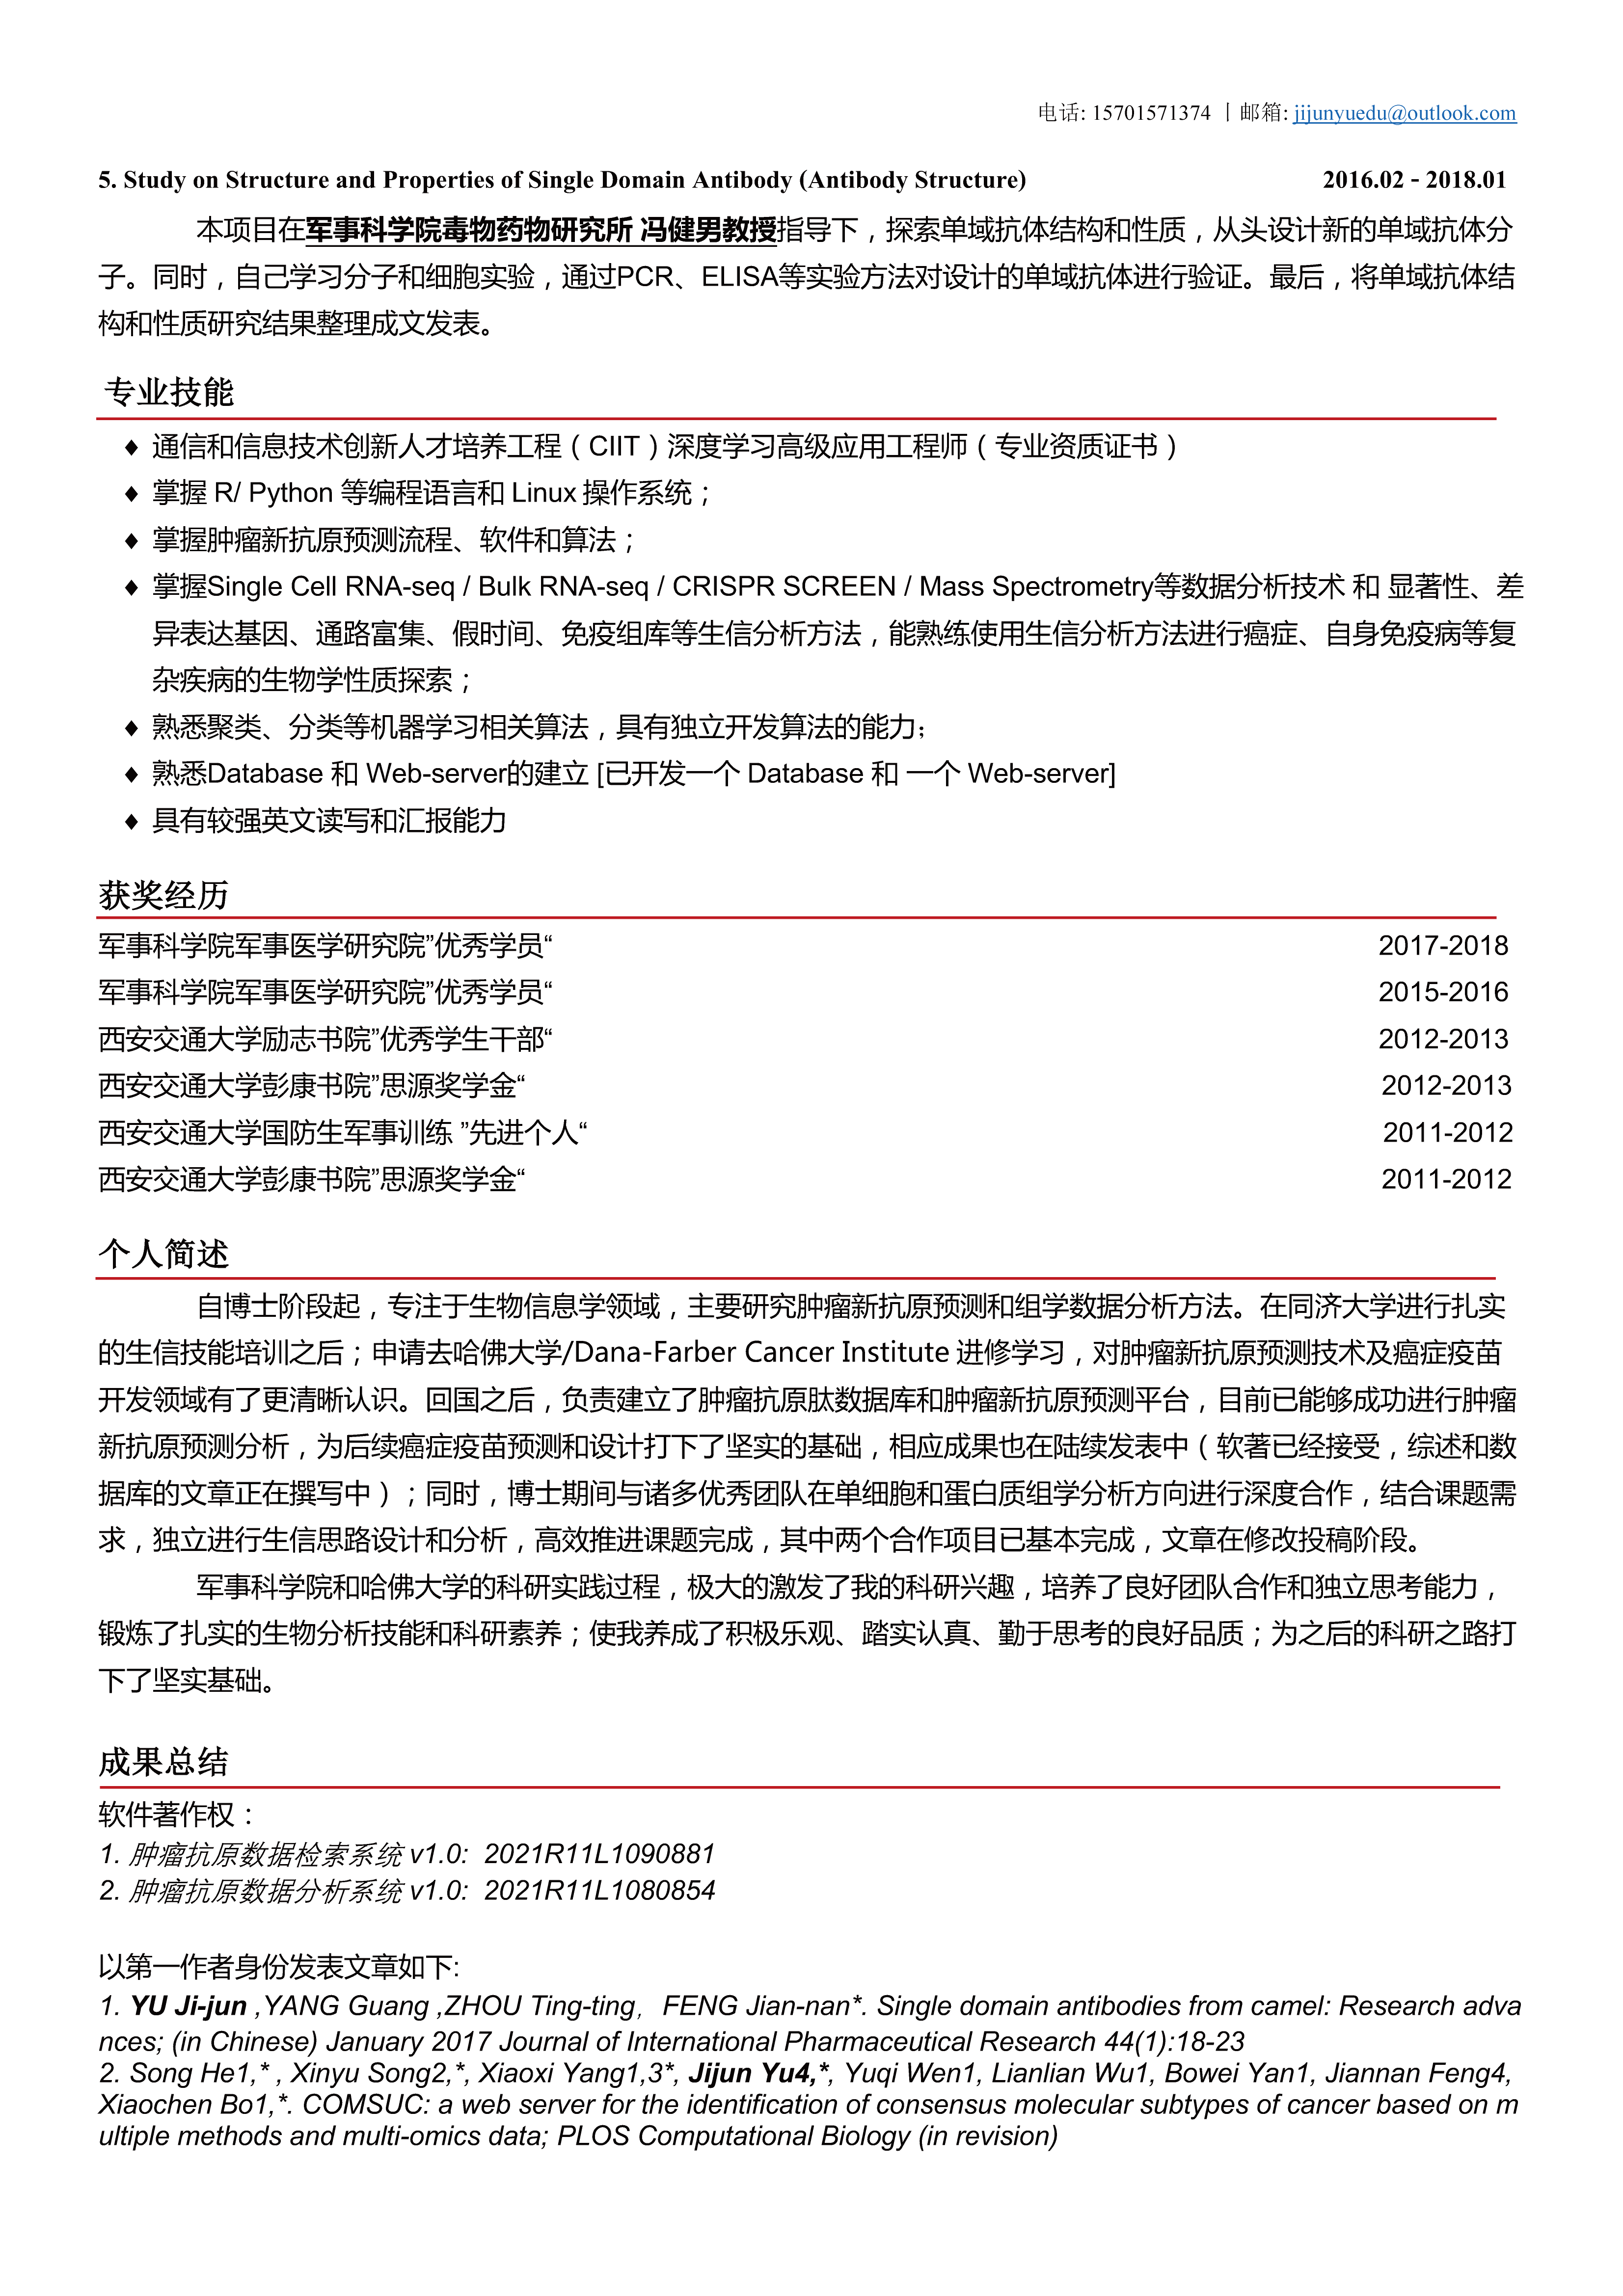 电话: 15701571374 丨邮箱: jijunyuedu@outlook.com
5. Study on Structure and Properties of Single Domain Antibody (Antibody Structure) 2016.02 - 2018.01
本项目在军事科学院毒物药物研究所 冯健男教授指导下，探索单域抗体结构和性质，从头设计新的单域抗体分
子。同时，自己学习分子和细胞实验，通过PCR、ELISA等实验方法对设计的单域抗体进行验证。最后，将单域抗体结
构和性质研究结果整理成文发表。
专业技能
♦ 通信和信息技术创新人才培养工程（CIIT）深度学习高级应用工程师（专业资质证书）
♦ 掌握 R/ Python 等编程语言和 Linux 操作系统；
♦ 掌握肿瘤新抗原预测流程、软件和算法；
♦ 掌握Single Cell RNA-seq / Bulk RNA-seq / CRISPR SCREEN / Mass Spectrometry等数据分析技术 和 显著性、差
异表达基因、通路富集、假时间、免疫组库等生信分析方法，能熟练使用生信分析方法进行癌症、自身免疫病等复
杂疾病的生物学性质探索；
♦ 熟悉聚类、分类等机器学习相关算法，具有独立开发算法的能力;
♦ 熟悉Database 和 Web-server的建立 [已开发一个 Database 和 一个 Web-server]
♦ 具有较强英文读写和汇报能力
获奖经历
军事科学院军事医学研究院”优秀学员“ 2017-2018
军事科学院军事医学研究院”优秀学员“ 2015-2016
西安交通大学励志书院”优秀学生干部“ 2012-2013
西安交通大学彭康书院”思源奖学金“ 2012-2013
西安交通大学国防生军事训练 ”先进个人“ 2011-2012
西安交通大学彭康书院”思源奖学金“ 2011-2012
个人简述
自博士阶段起，专注于生物信息学领域，主要研究肿瘤新抗原预测和组学数据分析方法。在同济大学进行扎实
的生信技能培训之后；申请去哈佛大学/Dana-Farber Cancer Institute 进修学习，对肿瘤新抗原预测技术及癌症疫苗
开发领域有了更清晰认识。回国之后，负责建立了肿瘤抗原肽数据库和肿瘤新抗原预测平台，目前已能够成功进行肿瘤
新抗原预测分析，为后续癌症疫苗预测和设计打下了坚实的基础，相应成果也在陆续发表中（软著已经接受，综述和数
据库的文章正在撰写中）；同时，博士期间与诸多优秀团队在单细胞和蛋白质组学分析方向进行深度合作，结合课题需
求，独立进行生信思路设计和分析，高效推进课题完成，其中两个合作项目已基本完成，文章在修改投稿阶段。
军事科学院和哈佛大学的科研实践过程，极大的激发了我的科研兴趣，培养了良好团队合作和独立思考能力，
锻炼了扎实的生物分析技能和科研素养；使我养成了积极乐观、踏实认真、勤于思考的良好品质；为之后的科研之路打
下了坚实基础。
成果总结
软件著作权：
1. 肿瘤抗原数据检索系统 v1.0: 2021R11L1090881
2. 肿瘤抗原数据分析系统 v1.0: 2021R11L1080854
以第一作者身份发表文章如下:
1. YU Ji-jun ,YANG Guang ,ZHOU Ting-ting， FENG Jian-nan*. Single domain antibodies from camel: Research adva
nces; (in Chinese) January 2017 Journal of International Pharmaceutical Research 44(1):18-23
2. Song He1,* , Xinyu Song2,*, Xiaoxi Yang1,3*, Jijun Yu4,*, Yuqi Wen1, Lianlian Wu1, Bowei Yan1, Jiannan Feng4,
Xiaochen Bo1,*. COMSUC: a web server for the identification of consensus molecular subtypes of cancer based on m
ultiple methods and multi-omics data; PLOS Computational Biology (in revision)